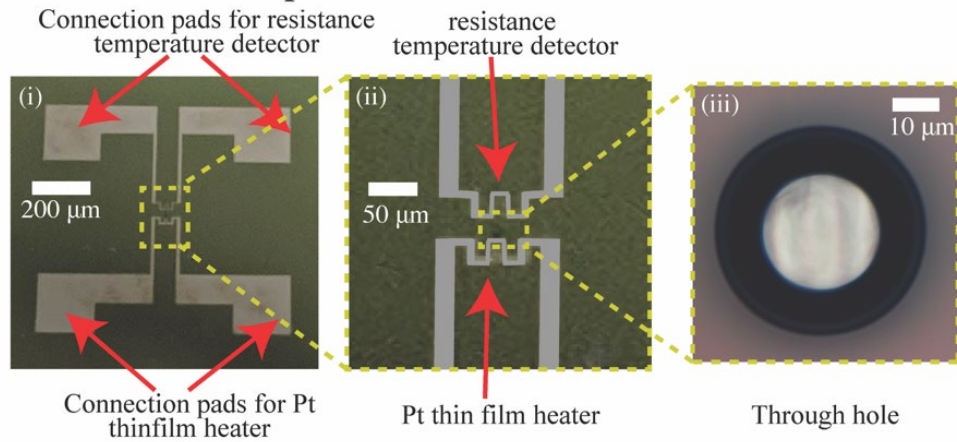 Connection pads for resistance
temperature detector
resistance
temperature detector
(i)
200 μm
(ii)
50 μm
(iii)
10 μm
Connection pads for Pt
thinfilm heater
Pt thin film heater
Through hole